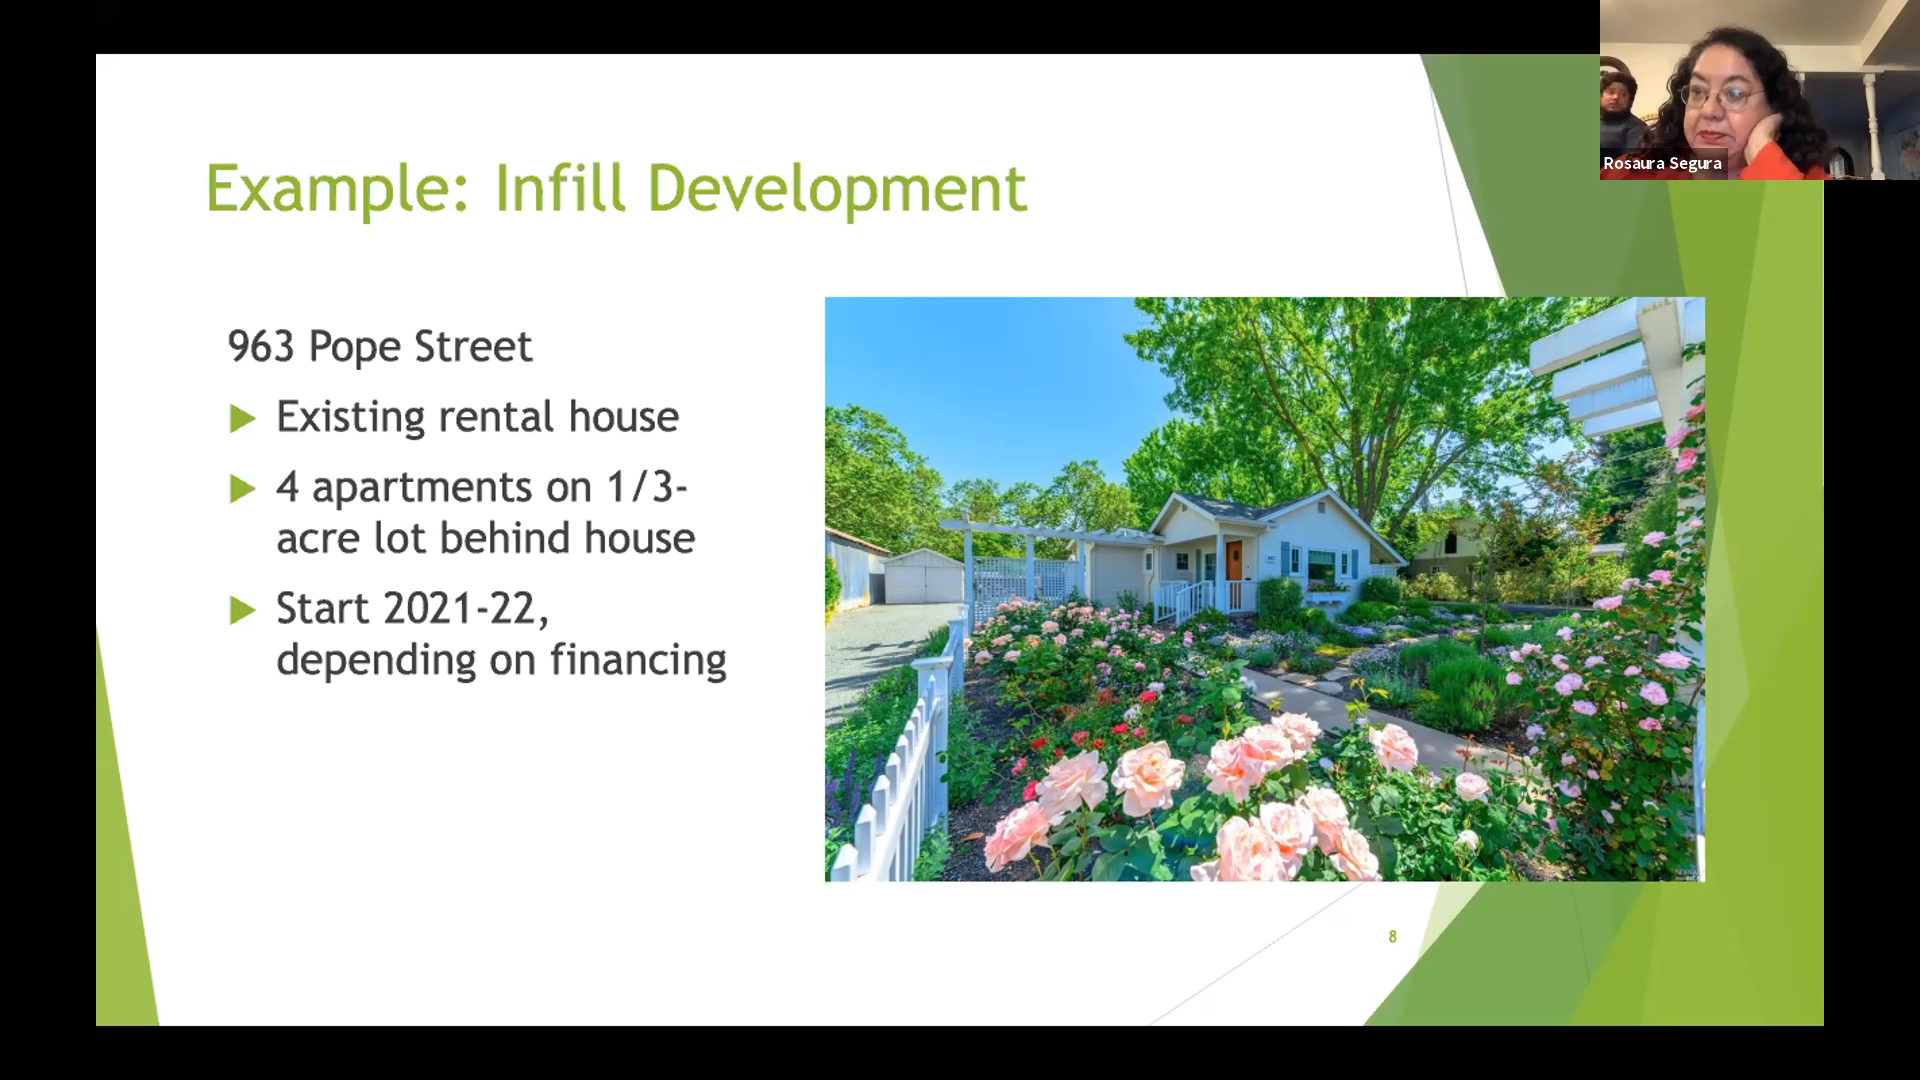 Rosaura Segura
Example: Infill Development
963 Pope Street
Existing rental house
4 apartments on 1/3-
acre lot behind house
Start 2021-22,
depending on financing
8